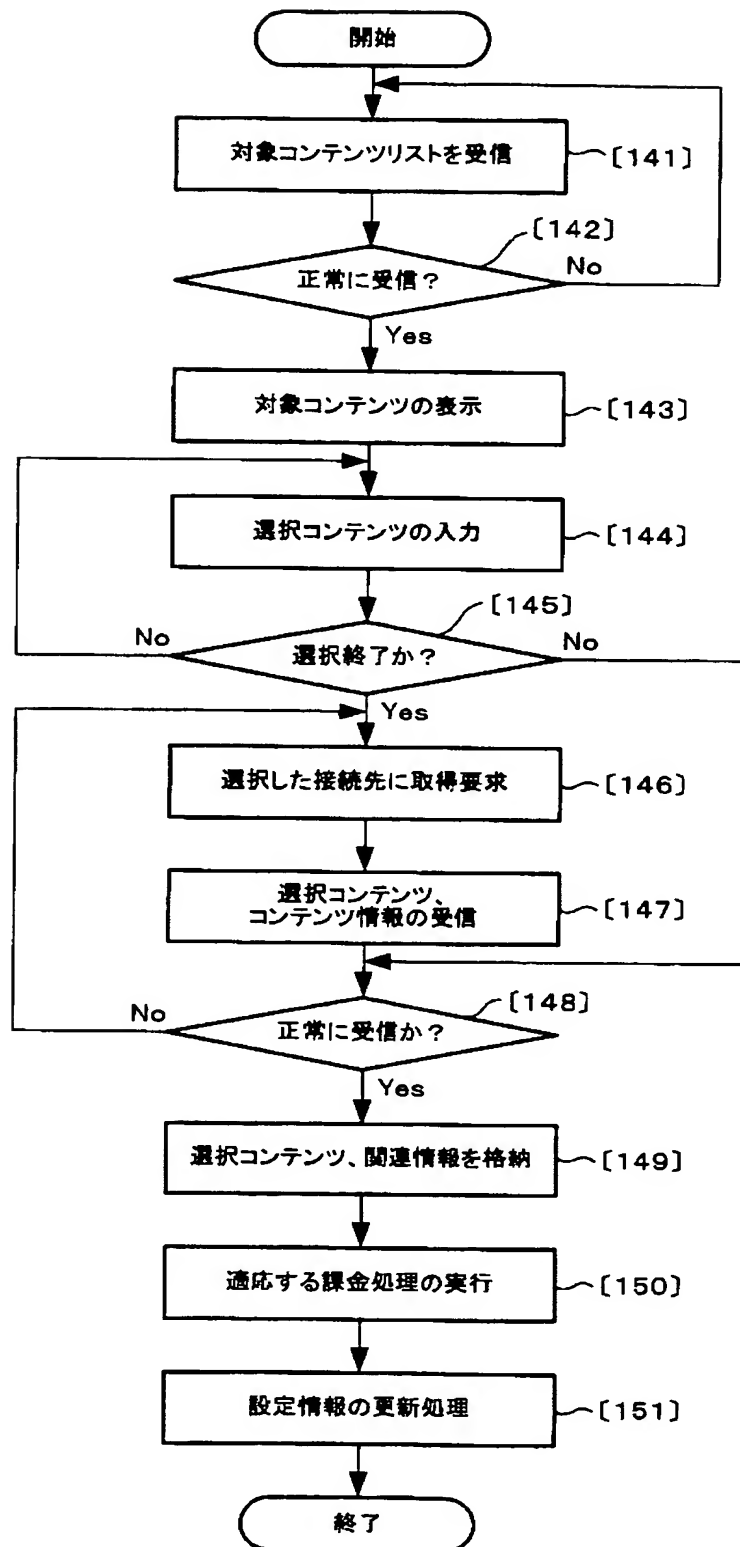 開始
対象コンテンツリストを受信
〔141〕
〔142〕
正常に受信?
No
Yes
対象コンテンツの表示
〔143〕
選択コンテンツの入力
〔144〕
〔145〕
No
選択終了か?
No
Yes
選択した接続先に取得要求
〔146〕
選択コンテンツ、
コンテンツ情報の受信
〔147〕
〔148〕
No
正常に受信か?
Yes
選択コンテンツ、関連情報を格納
〔149〕
適応する課金処理の実行
〔150〕
設定情報の更新処理
〔151〕
終了